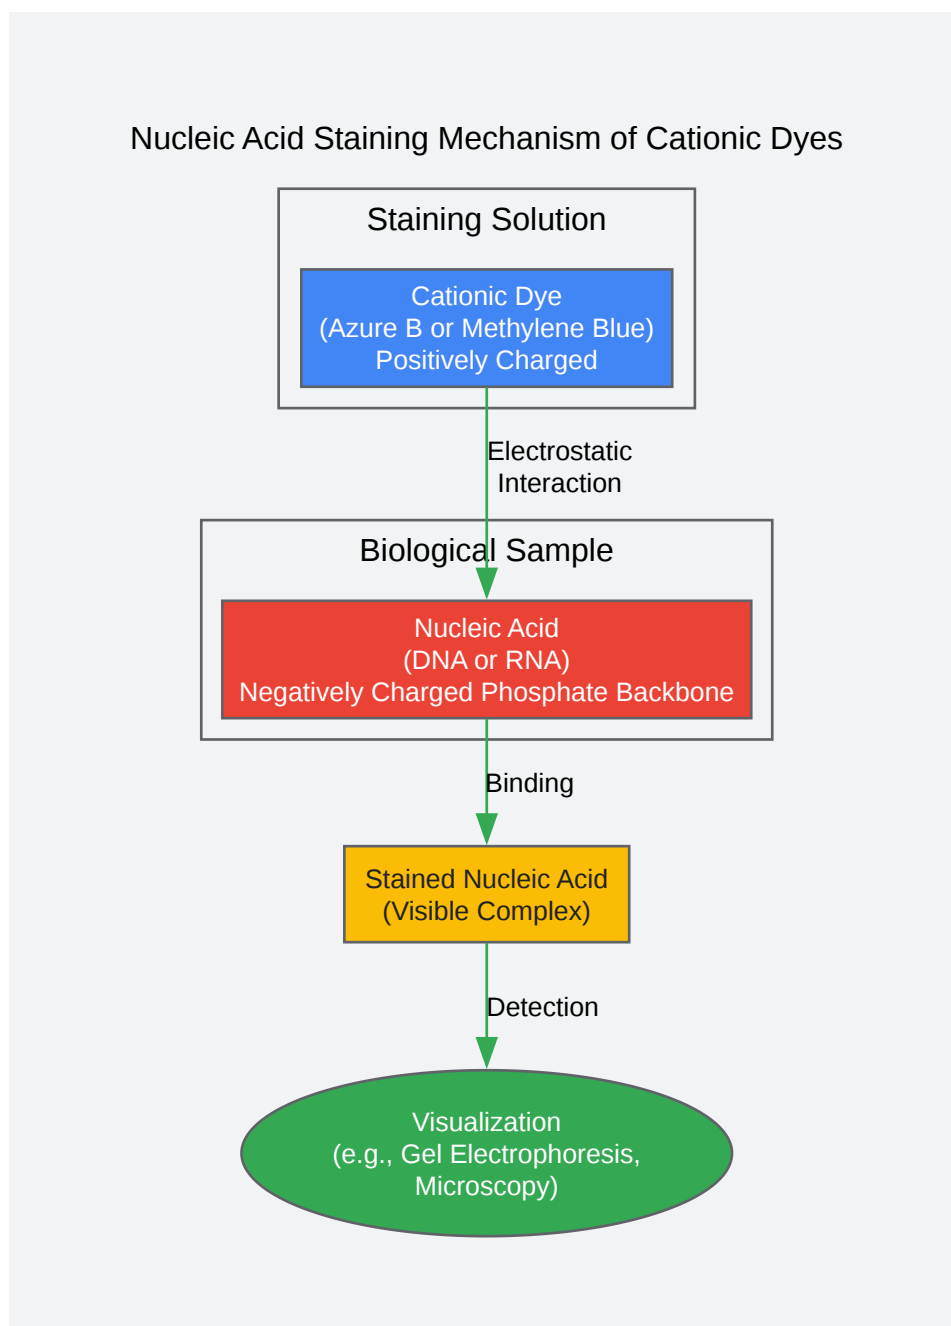 Nucleic Acid Staining Mechanism of Cationic Dyes
Staining Solution
Cationic Dye
(Azure B or Methylene Blue)
Positively Charged
Electrostatic
Interaction
Biological Sample
Nucleic Acid
(DNA or RNA)
Negatively Charged Phosphate Backbone
Binding
Stained Nucleic Acid
(Visible Complex)
Detection
Visualization
(e.g., Gel Electrophoresis,
Microscopy)